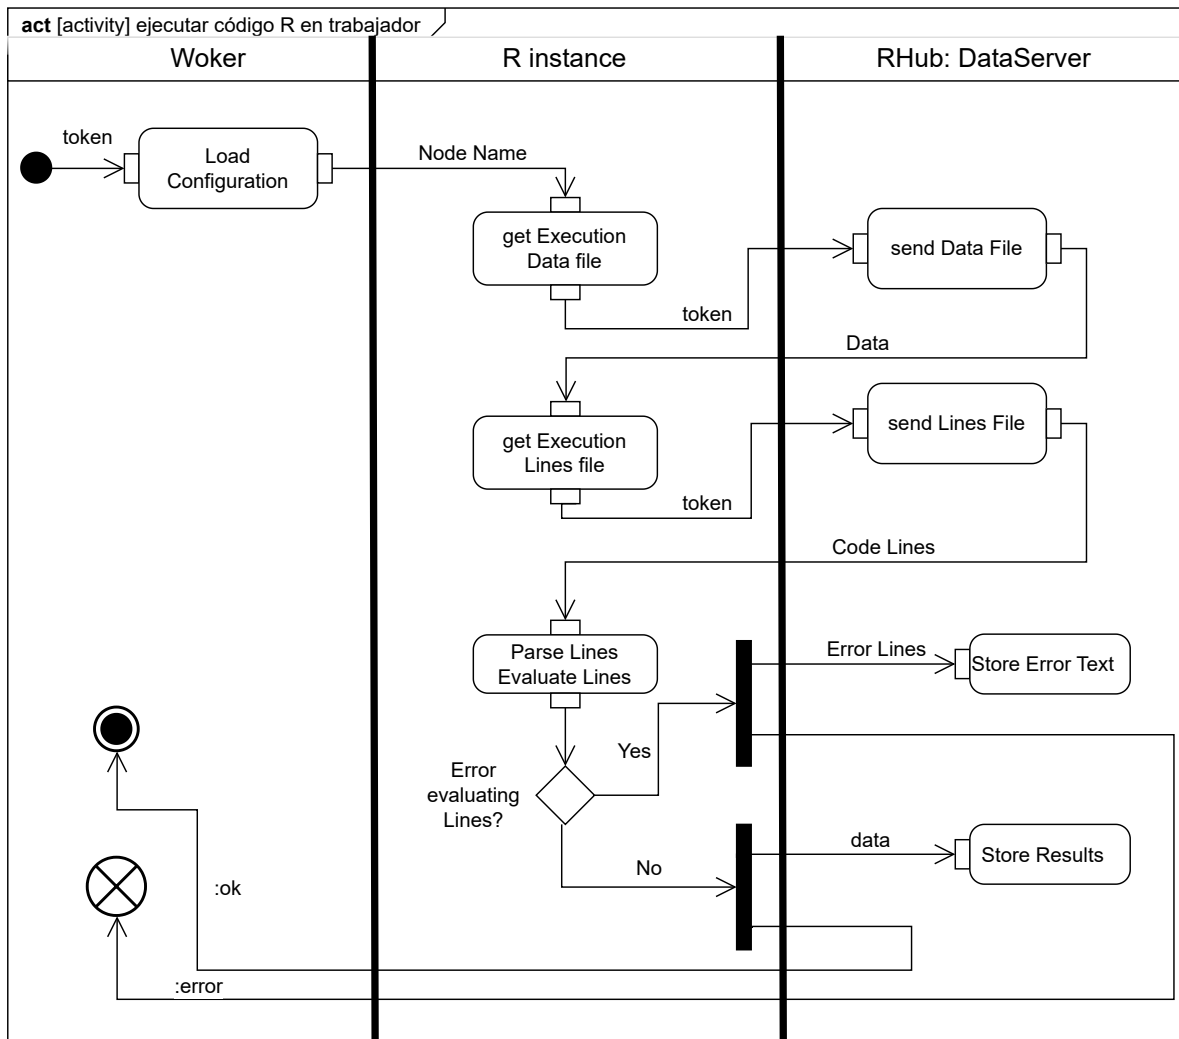 act [activity] ejecutar código R en trabajador
Woker
R instance
RHub: DataServer
token
Load
Configuration
Node Name
get Execution
Data file
send Data File
token
Data
get Execution
Lines file
send Lines File
token
Code Lines
Parse Lines
Evaluate Lines
Error Lines
Store Error Text
Yes
Error
evaluating
Lines?
No
data
Store Results
:ok
:error